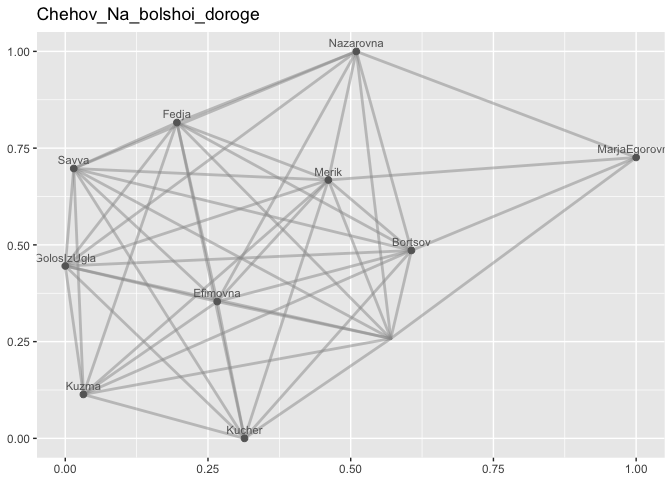 Chehov_Na_bolshoi_doroge
Nazarovna
1.00
Fedja
MarjaEgorovn
0.75
Savva
Merik
0.50
Bortsov
GolosIzUgla
Efimovna
0.25
Kuzma
Kucher
0.00
0.00 0.25 0.50 0.75 1.00